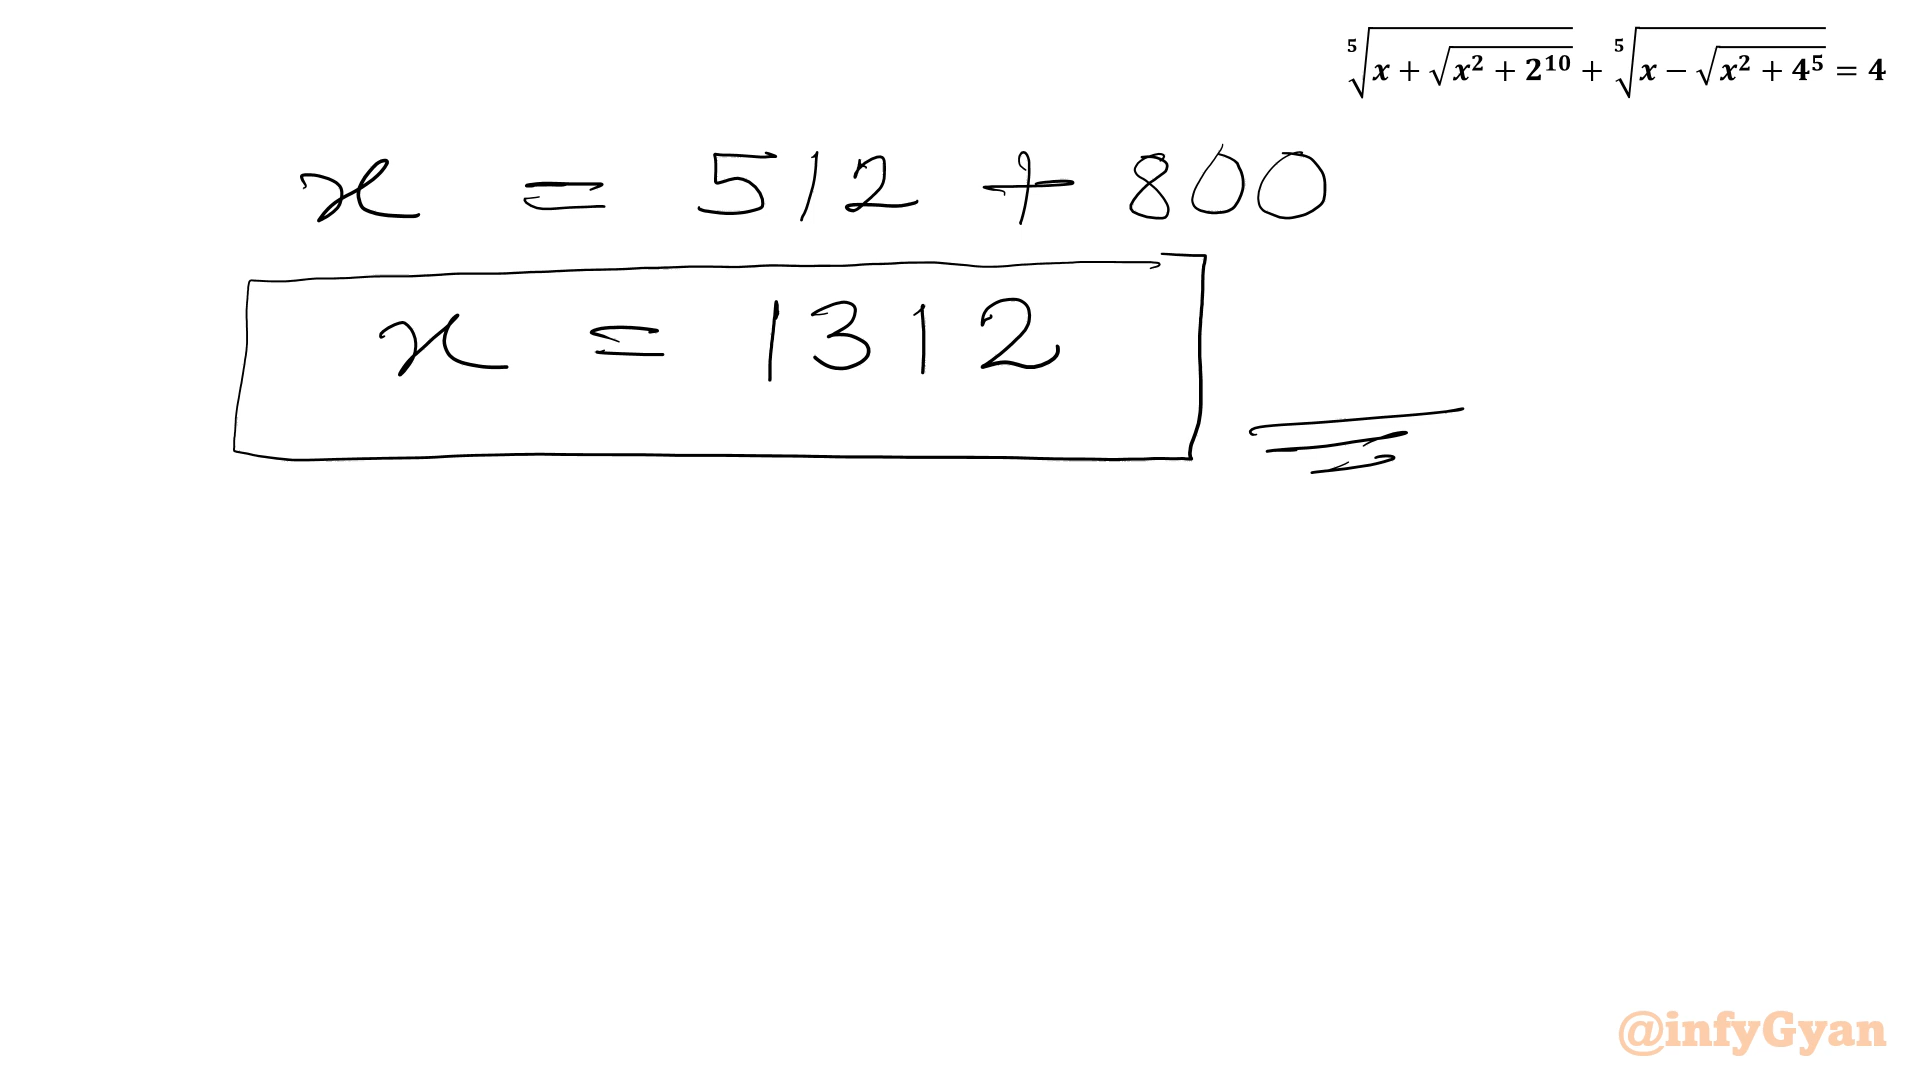 ⁵√(x + √(x² + 2¹⁰)) + ⁵√(x − √(x² + 4⁵)) = 4
x = 512 + 800
x = 1312
@infyGyan